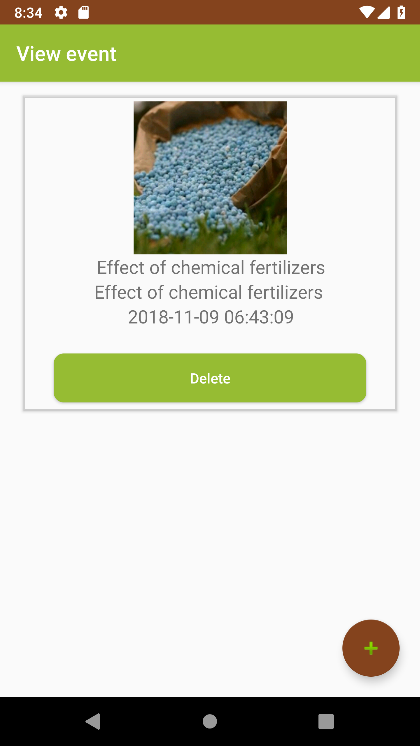 8:34
View event
Effect of chemical fertilizers
Effect of chemical fertilizers
2018-11-09 06:43:09
Delete
+